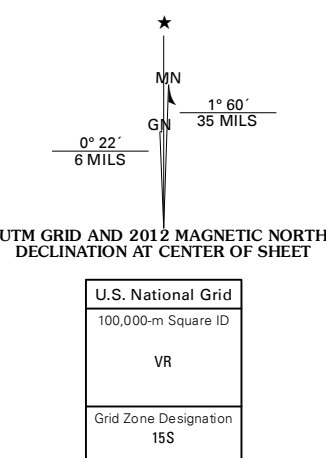 ★
MN
1° 60´
35 MILS
GN
0° 22´
6 MILS
UTM GRID AND 2012 MAGNETIC NORTH
DECLINATION AT CENTER OF SHEET
U.S. National Grid
100,000-m Square ID
VR
Grid Zone Designation
15S